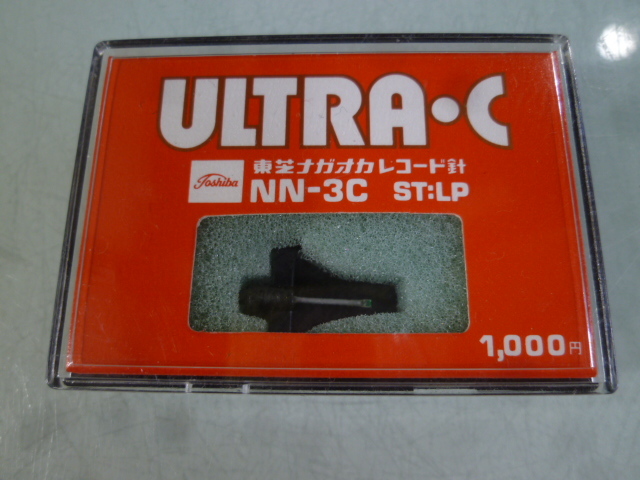 ULTRA•C
Toshiba
東芝ナガオカレコード針
NN-3C ST:LP
1,000円